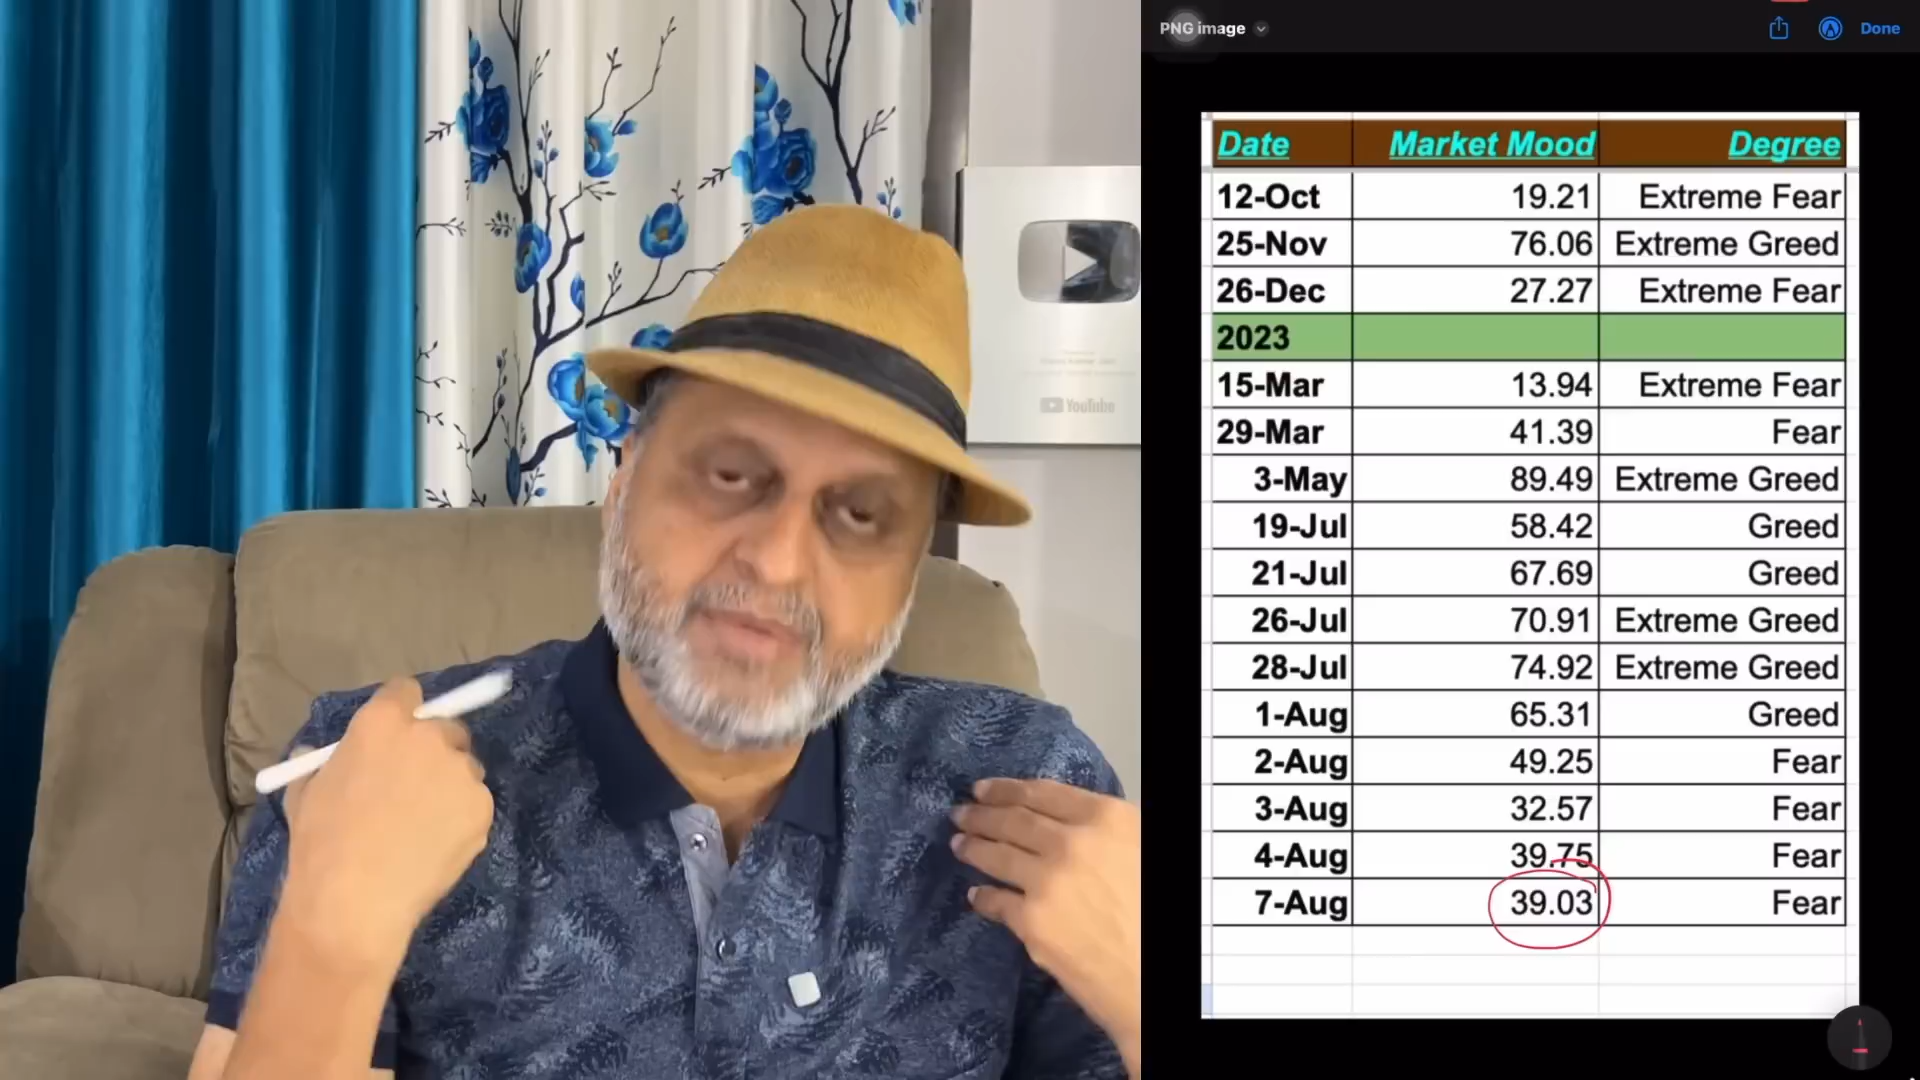 PNG image
Done
Date Market Mood Degree
12-Oct 19.21 Extreme Fear
25-Nov 76.06 Extreme Greed
26-Dec 27.27 Extreme Fear
2023
15-Mar 13.94 Extreme Fear
29-Mar 41.39 Fear
3-May 89.49 Extreme Greed
19-Jul 58.42 Greed
21-Jul 67.69 Greed
26-Jul 70.91 Extreme Greed
28-Jul 74.92 Extreme Greed
1-Aug 65.31 Greed
2-Aug 49.25 Fear
3-Aug 32.57 Fear
4-Aug 39.75 Fear
7-Aug 39.03 Fear
YouTube